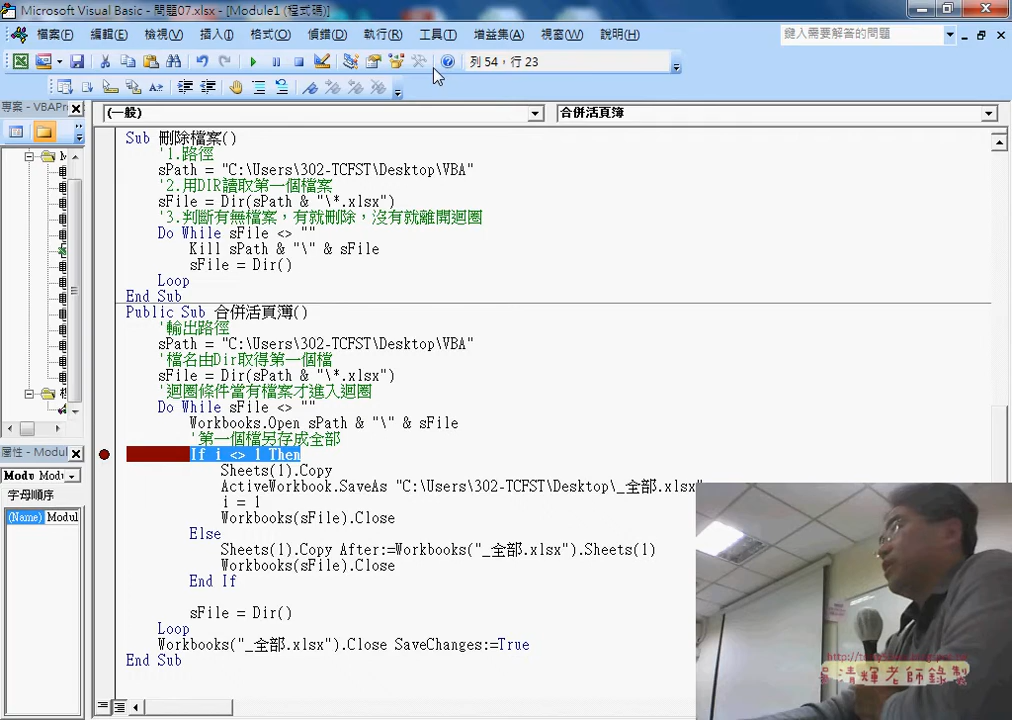 Microsoft Visual Basic - 問題07.xlsx - [Module1 (程式碼)]
檔案(F) 編輯(E) 檢視(V) 插入(I) 格式(O) 偵錯(D) 執行(R) 工具(T) 增益集(A) 視窗(W) 說明(H) 鍵入需要解答的問題
列 54，行 23
專案 - VBAPr
(一般) 合併活頁簿
Sub 刪除檔案()
'1.路徑
sPath = "C:\Users\302-TCFST\Desktop\VBA"
'2.用DIR讀取第一個檔案
sFile = Dir(sPath & "\*.xlsx")
'3.判斷有無檔案，有就刪除，沒有就離開迴圈
Do While sFile <> ""
Kill sPath & "\" & sFile
sFile = Dir()
Loop
End Sub
Public Sub 合併活頁簿()
'輸出路徑
sPath = "C:\Users\302-TCFST\Desktop\VBA"
'檔名由Dir取得第一個檔
sFile = Dir(sPath & "\*.xlsx")
'迴圈條件當有檔案才進入迴圈
Do While sFile <> ""
Workbooks.Open sPath & "\" & sFile
'第一個檔另存成全部
If i <> 1 Then
Sheets(1).Copy
ActiveWorkbook.SaveAs "C:\Users\302-TCFST\Desktop\_全部.xlsx"
i = 1
Workbooks(sFile).Close
Else
Sheets(1).Copy After:=Workbooks("_全部.xlsx").Sheets(1)
Workbooks(sFile).Close
End If
sFile = Dir()
Loop
Workbooks("_全部.xlsx").Close SaveChanges:=True
End Sub
屬性 - Modul
Modu Modu
字母順序
(Name) Modul
清輝老師錄製